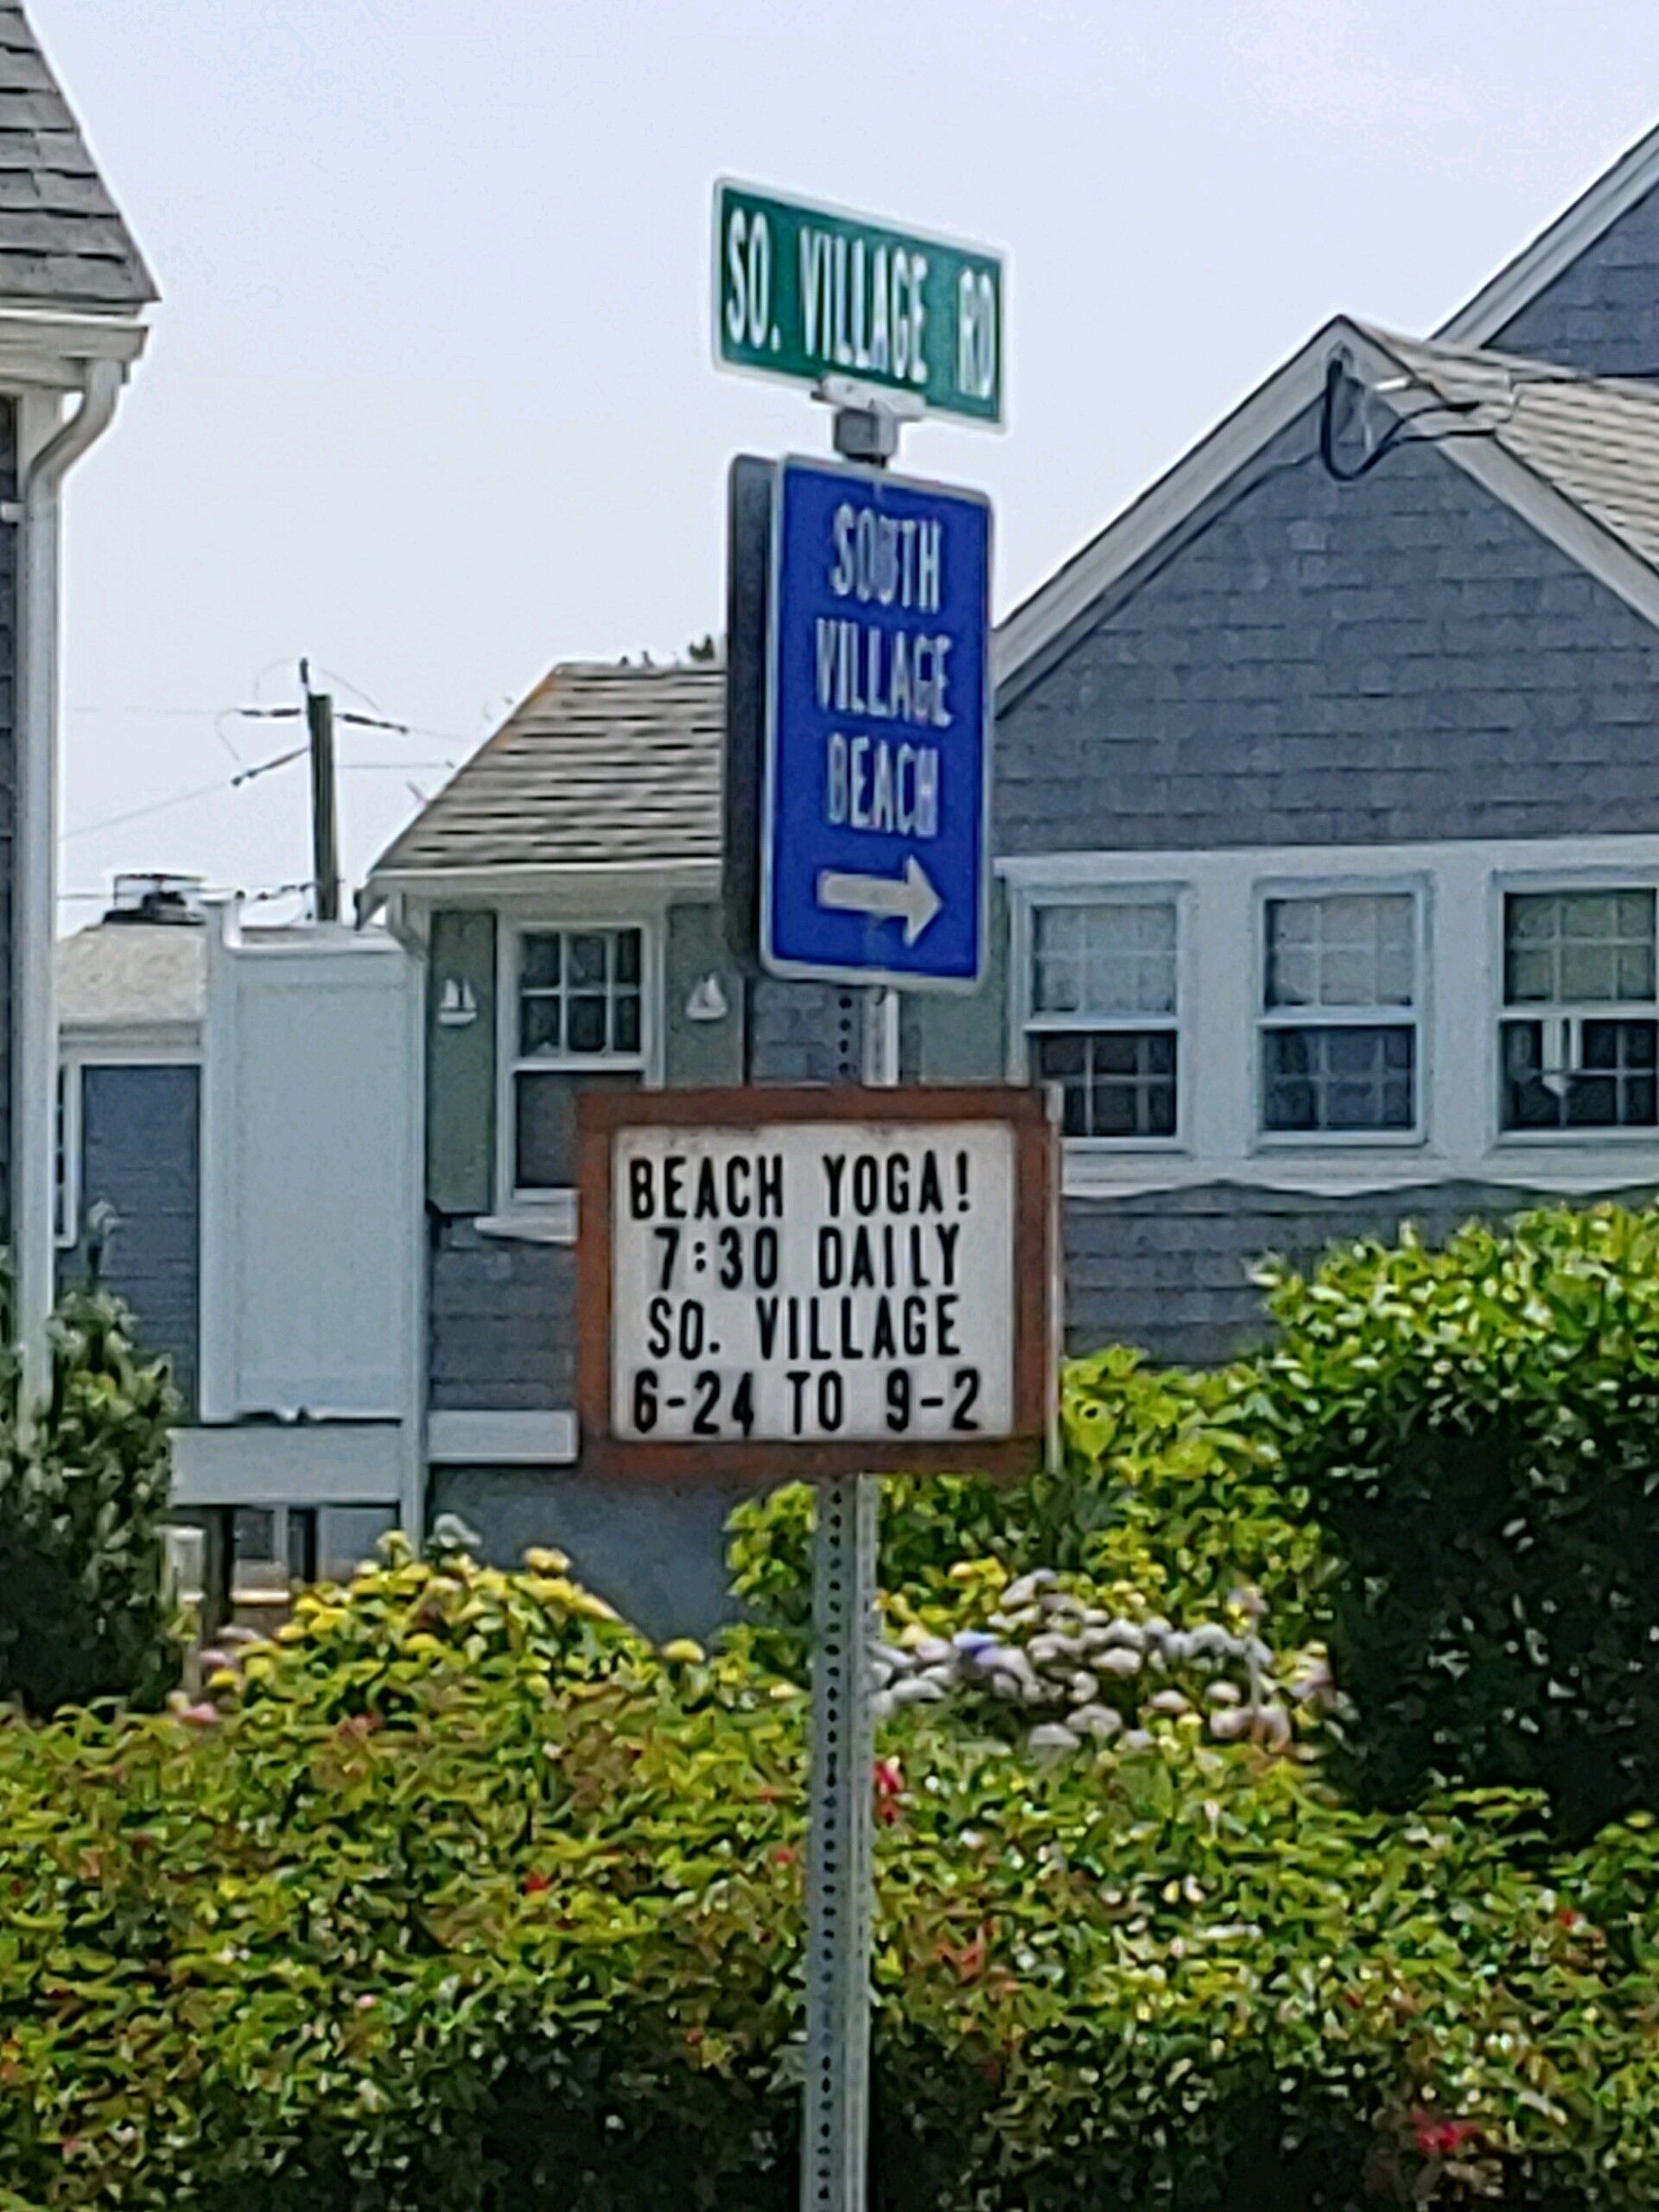 SO. VILLAGE RD
SOUTH
VILLAGE
BEACH
BEACH YOGA!
7:30 DAILY
SO. VILLAGE
6-24 TO 9-2